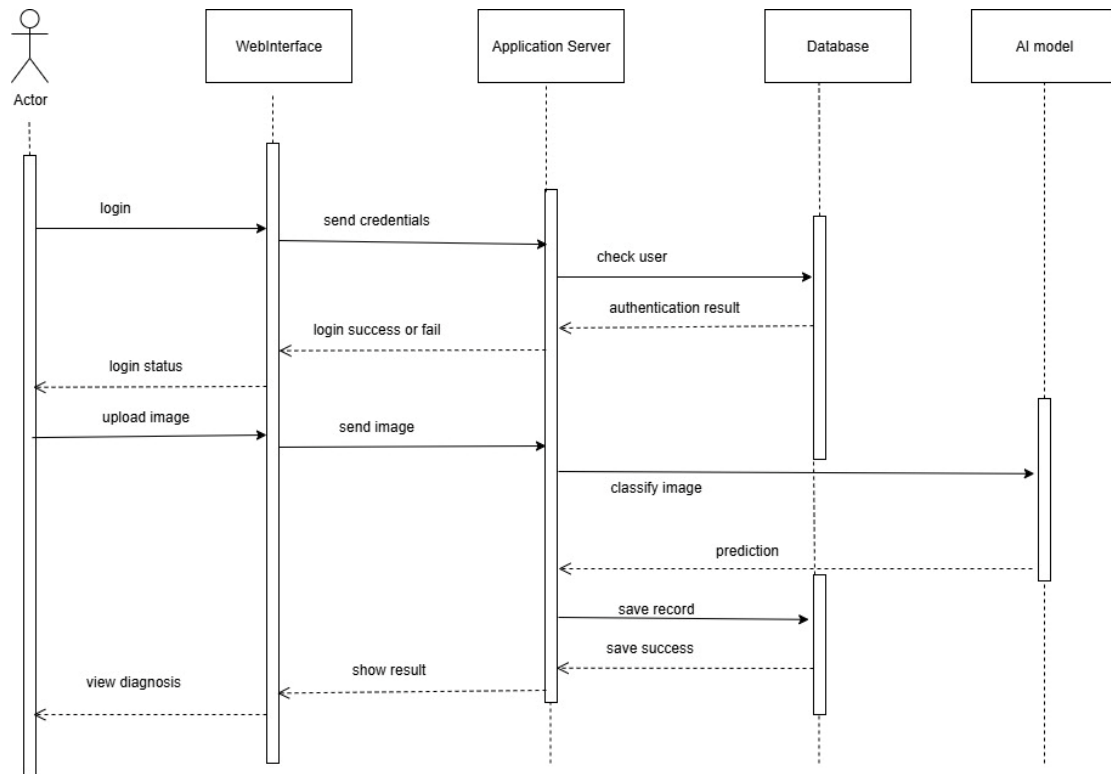 WebInterface
Application Server
Database
AI model
Actor
login
send credentials
check user
authentication result
login success or fail
login status
upload image
send image
classify image
prediction
save record
save success
show result
view diagnosis